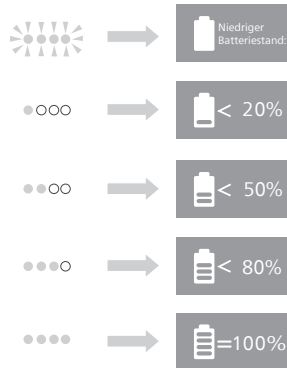 Niedriger
Batteriestand:
< 20%
< 50%
< 80%
=100%